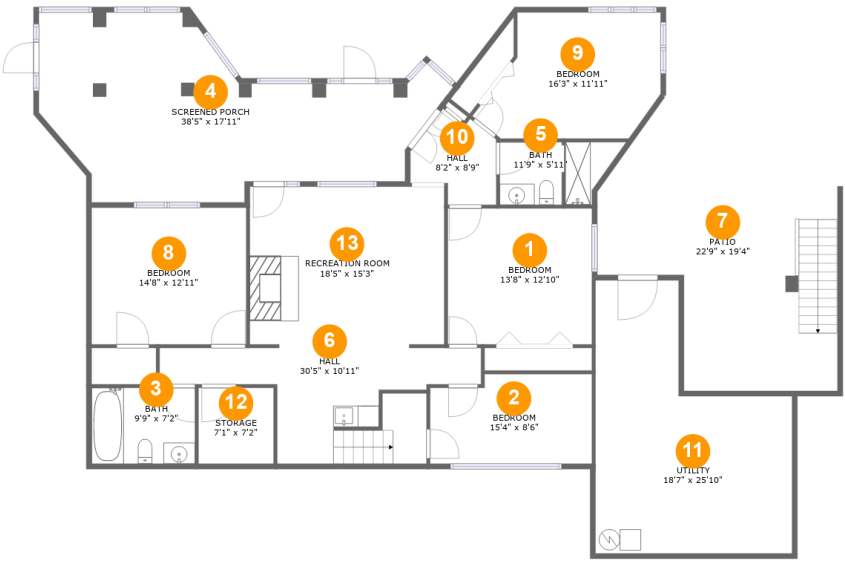 9
BEDROOM
16'3" x 11'11"
4
SCREENED PORCH
38'5" x 17'11"
10
HALL
8'2" x 8'9"
5
BATH
11'9" x 5'11"
7
PATIO
22'9" x 19'4"
8
BEDROOM
14'8" x 12'11"
13
RECREATION ROOM
18'5" x 15'3"
1
BEDROOM
13'8" x 12'10"
6
HALL
30'5" x 10'11"
3
BATH
9'9" x 7'2"
12
STORAGE
7'1" x 7'2"
2
BEDROOM
15'4" x 8'6"
11
UTILITY
18'7" x 25'10"